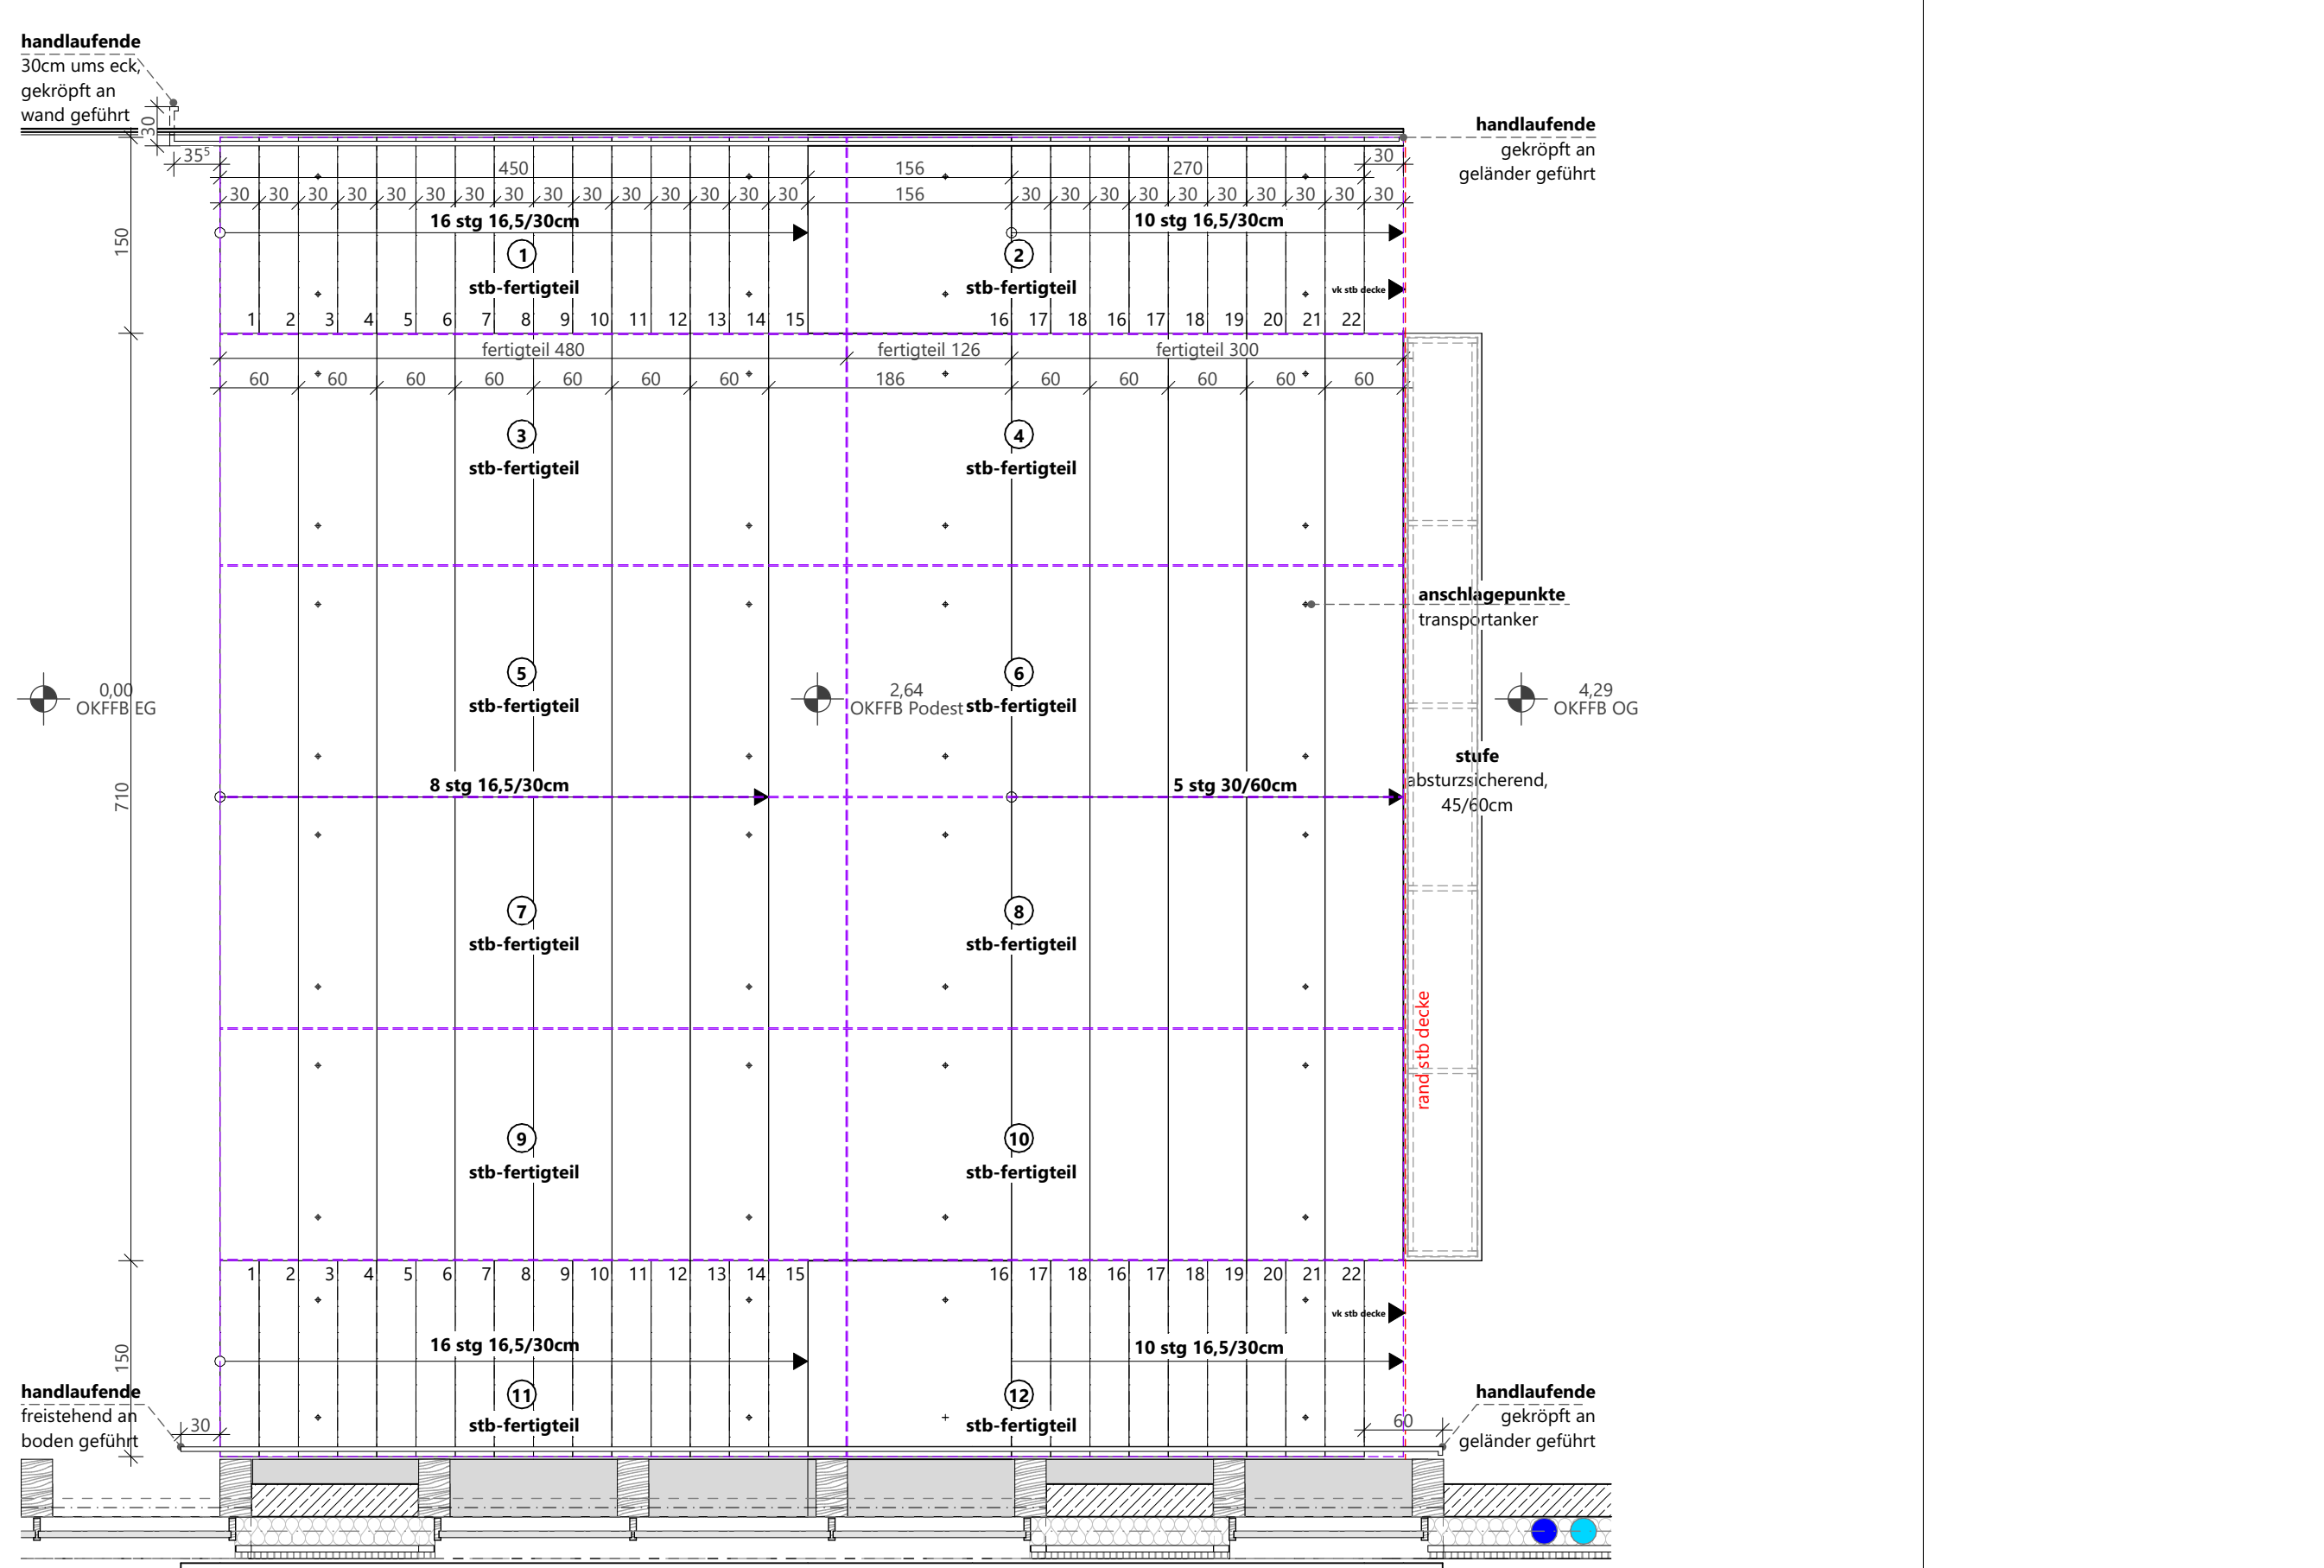 handlaufende
30cm ums eck,
gekröpft an
wand geführt
30
35⁵
handlaufende
gekröpft an
geländer geführt
450 156 270 30
30 30 30 30 30 30 30 30 30 30 30 30 30 30 30 156 30 30 30 30 30 30 30 30 30 30
16 stg 16,5/30cm 10 stg 16,5/30cm
150
1 2
stb-fertigteil stb-fertigteil vk stb decke
1 2 3 4 5 6 7 8 9 10 11 12 13 14 15 16 17 18 16 17 18 19 20 21 22
fertigteil 480 fertigteil 126 fertigteil 300
60 60 60 60 60 60 60 186 60 60 60 60 60
3 4
stb-fertigteil stb-fertigteil
anschlagepunkte
transportanker
5 6
0,00 2,64 4,29
OKFFB EG stb-fertigteil OKFFB Podest stb-fertigteil OKFFB OG
stufe
absturzsicherend,
45/60cm
710
8 stg 16,5/30cm 5 stg 30/60cm
7 8
stb-fertigteil stb-fertigteil
rand stb decke
9 10
stb-fertigteil stb-fertigteil
1 2 3 4 5 6 7 8 9 10 11 12 13 14 15 16 17 18 16 17 18 19 20 21 22
vk stb decke
150
16 stg 16,5/30cm 10 stg 16,5/30cm
11 12
stb-fertigteil stb-fertigteil
handlaufende
freistehend an
boden geführt
30
60
handlaufende
gekröpft an
geländer geführt